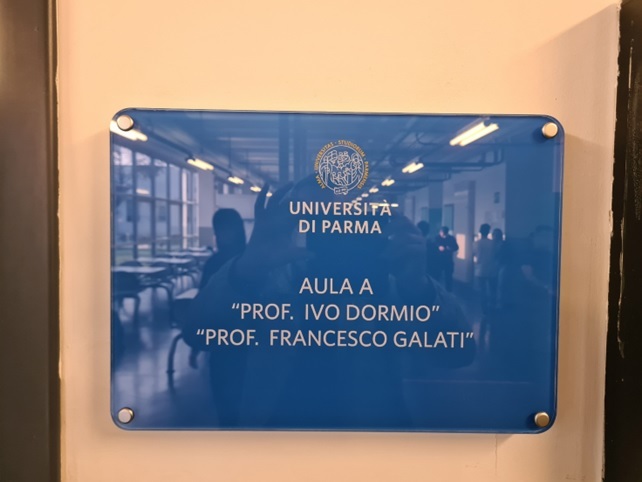 UNIVERSITÀ
DI PARMA
AULA A
“PROF. IVO DORMIO”
“PROF. FRANCESCO GALATI”